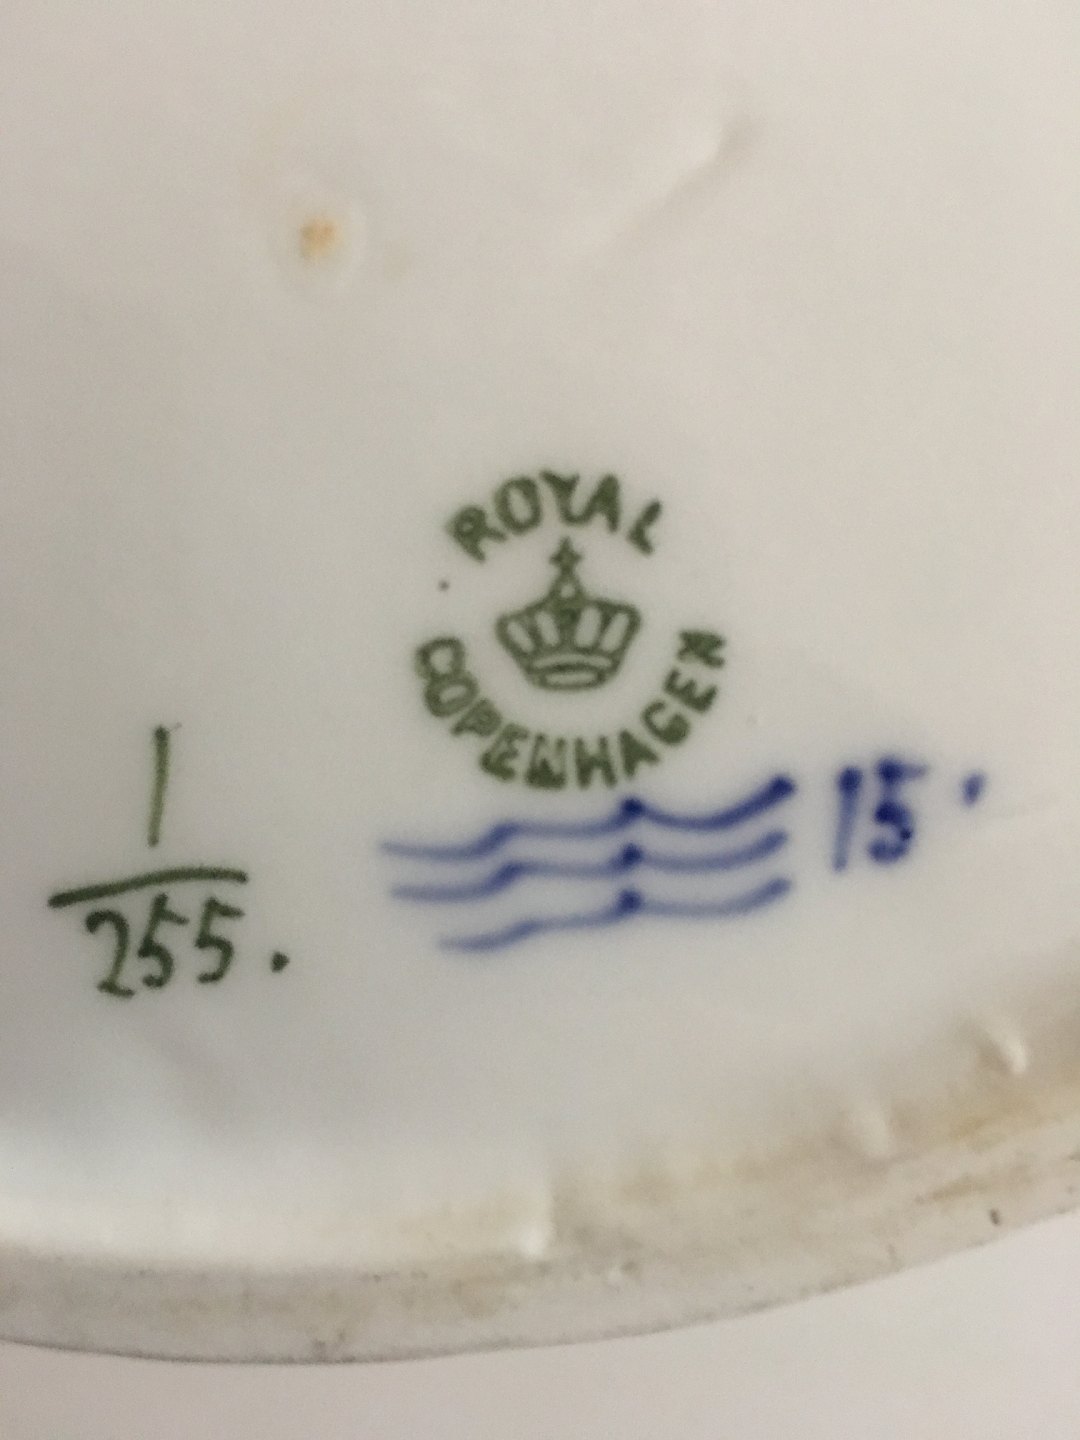 ROYAL
COPENHAGEN
1
255.
15.